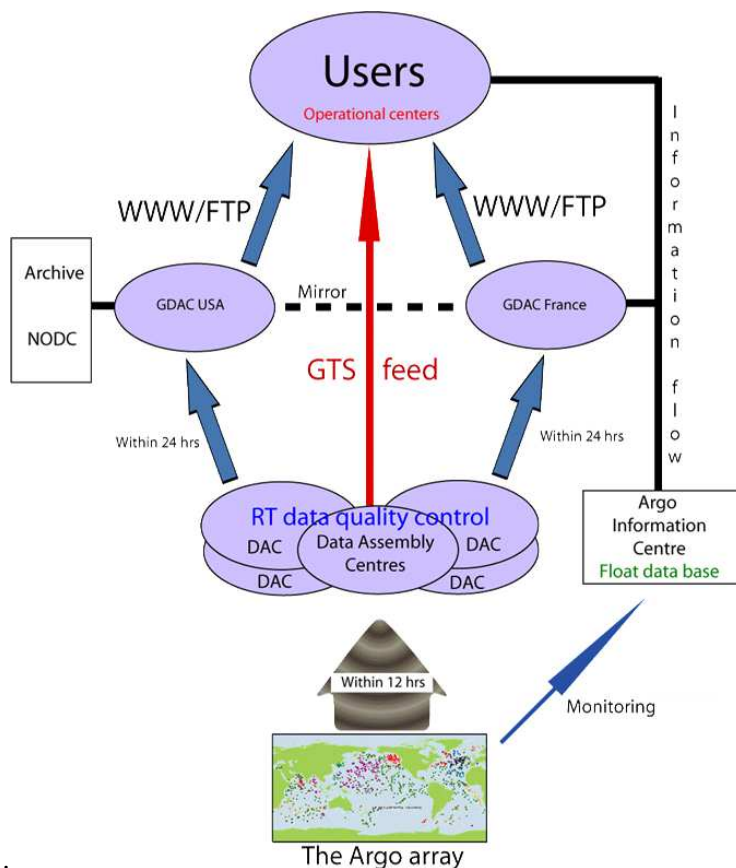 Users
Operational centers
WWW/FTP
WWW/FTP
Information flow
Archive
NODC
GDAC USA
Mirror
GDAC France
GTS feed
Within 24 hrs
Within 24 hrs
RT data quality control
DAC
Data Assembly
Centres
DAC
DAC
DAC
Argo
Information
Centre
Float data base
Within 12 hrs
Monitoring
The Argo array
.